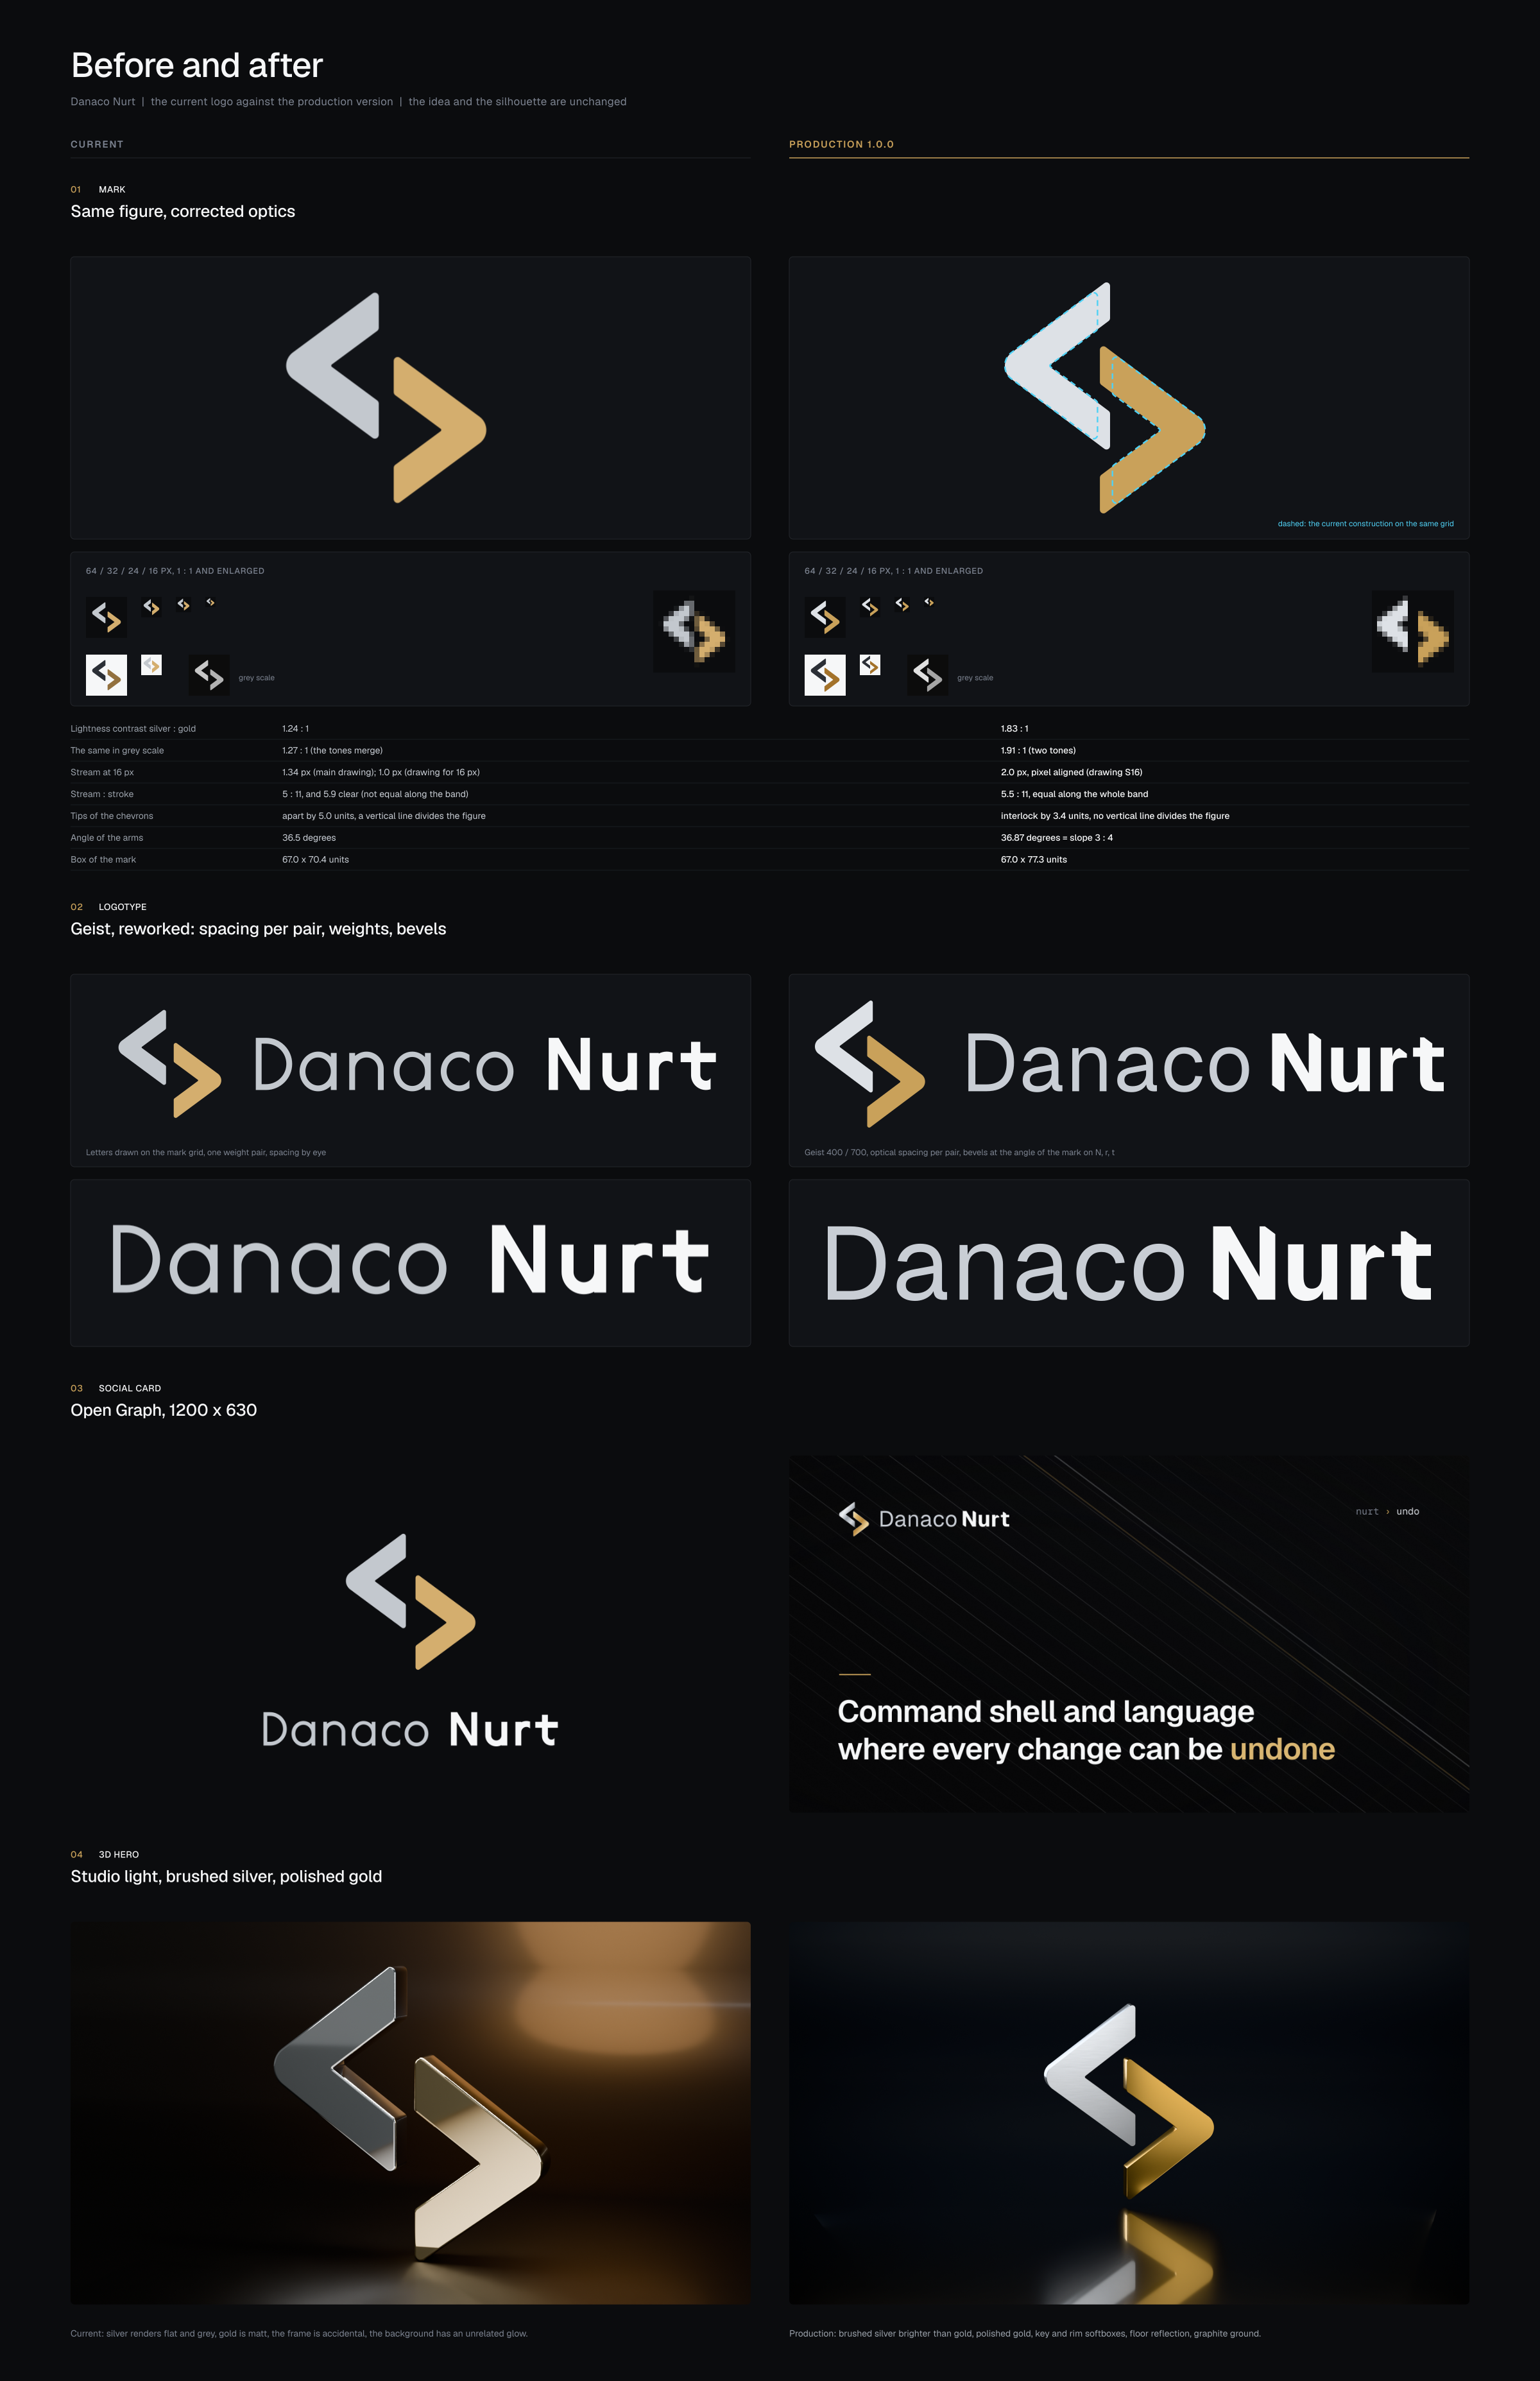 Before and after
Danaco Nurt | the current logo against the production version | the idea and the silhouette are unchanged
CURRENT
PRODUCTION 1.0.0
01 MARK
Same figure, corrected optics
dashed: the current construction on the same grid
64 / 32 / 24 / 16 PX, 1 : 1 AND ENLARGED
grey scale
64 / 32 / 24 / 16 PX, 1 : 1 AND ENLARGED
grey scale
Lightness contrast silver : gold 1.24 : 1 1.83 : 1
The same in grey scale 1.27 : 1 (the tones merge) 1.91 : 1 (two tones)
Stream at 16 px 1.34 px (main drawing); 1.0 px (drawing for 16 px) 2.0 px, pixel aligned (drawing S16)
Stream : stroke 5 : 11, and 5.9 clear (not equal along the band) 5.5 : 11, equal along the whole band
Tips of the chevrons apart by 5.0 units, a vertical line divides the figure interlock by 3.4 units, no vertical line divides the figure
Angle of the arms 36.5 degrees 36.87 degrees = slope 3 : 4
Box of the mark 67.0 x 70.4 units 67.0 x 77.3 units
02 LOGOTYPE
Geist, reworked: spacing per pair, weights, bevels
Danaco Nurt
Letters drawn on the mark grid, one weight pair, spacing by eye
Danaco Nurt
Geist 400 / 700, optical spacing per pair, bevels at the angle of the mark on N, r, t
Danaco Nurt
Danaco Nurt
03 SOCIAL CARD
Open Graph, 1200 x 630
Danaco Nurt
Danaco Nurt
nurt › undo
Command shell and language
where every change can be undone
04 3D HERO
Studio light, brushed silver, polished gold
Current: silver renders flat and grey, gold is matt, the frame is accidental, the background has an unrelated glow.
Production: brushed silver brighter than gold, polished gold, key and rim softboxes, floor reflection, graphite ground.